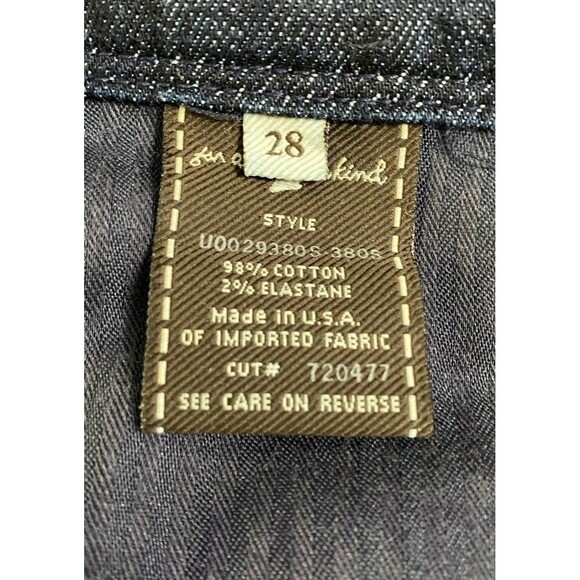 28
for a kind
STYLE
U0029380S-380S
98% COTTON
2% ELASTANE
Made in U.S.A.
OF IMPORTED FABRIC
CUT# 720477
SEE CARE ON REVERSE